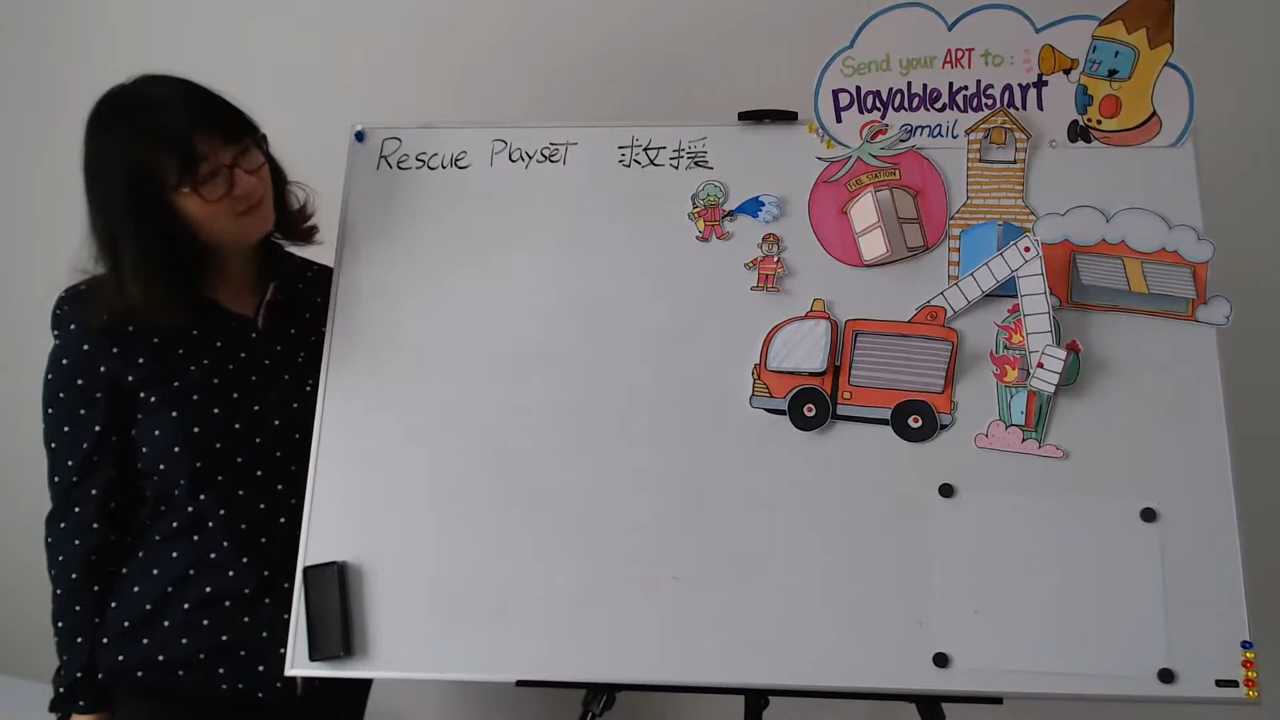 Send your ART to:
playablekidsart
gmail
Rescue Playset 救援
FIRE STATION